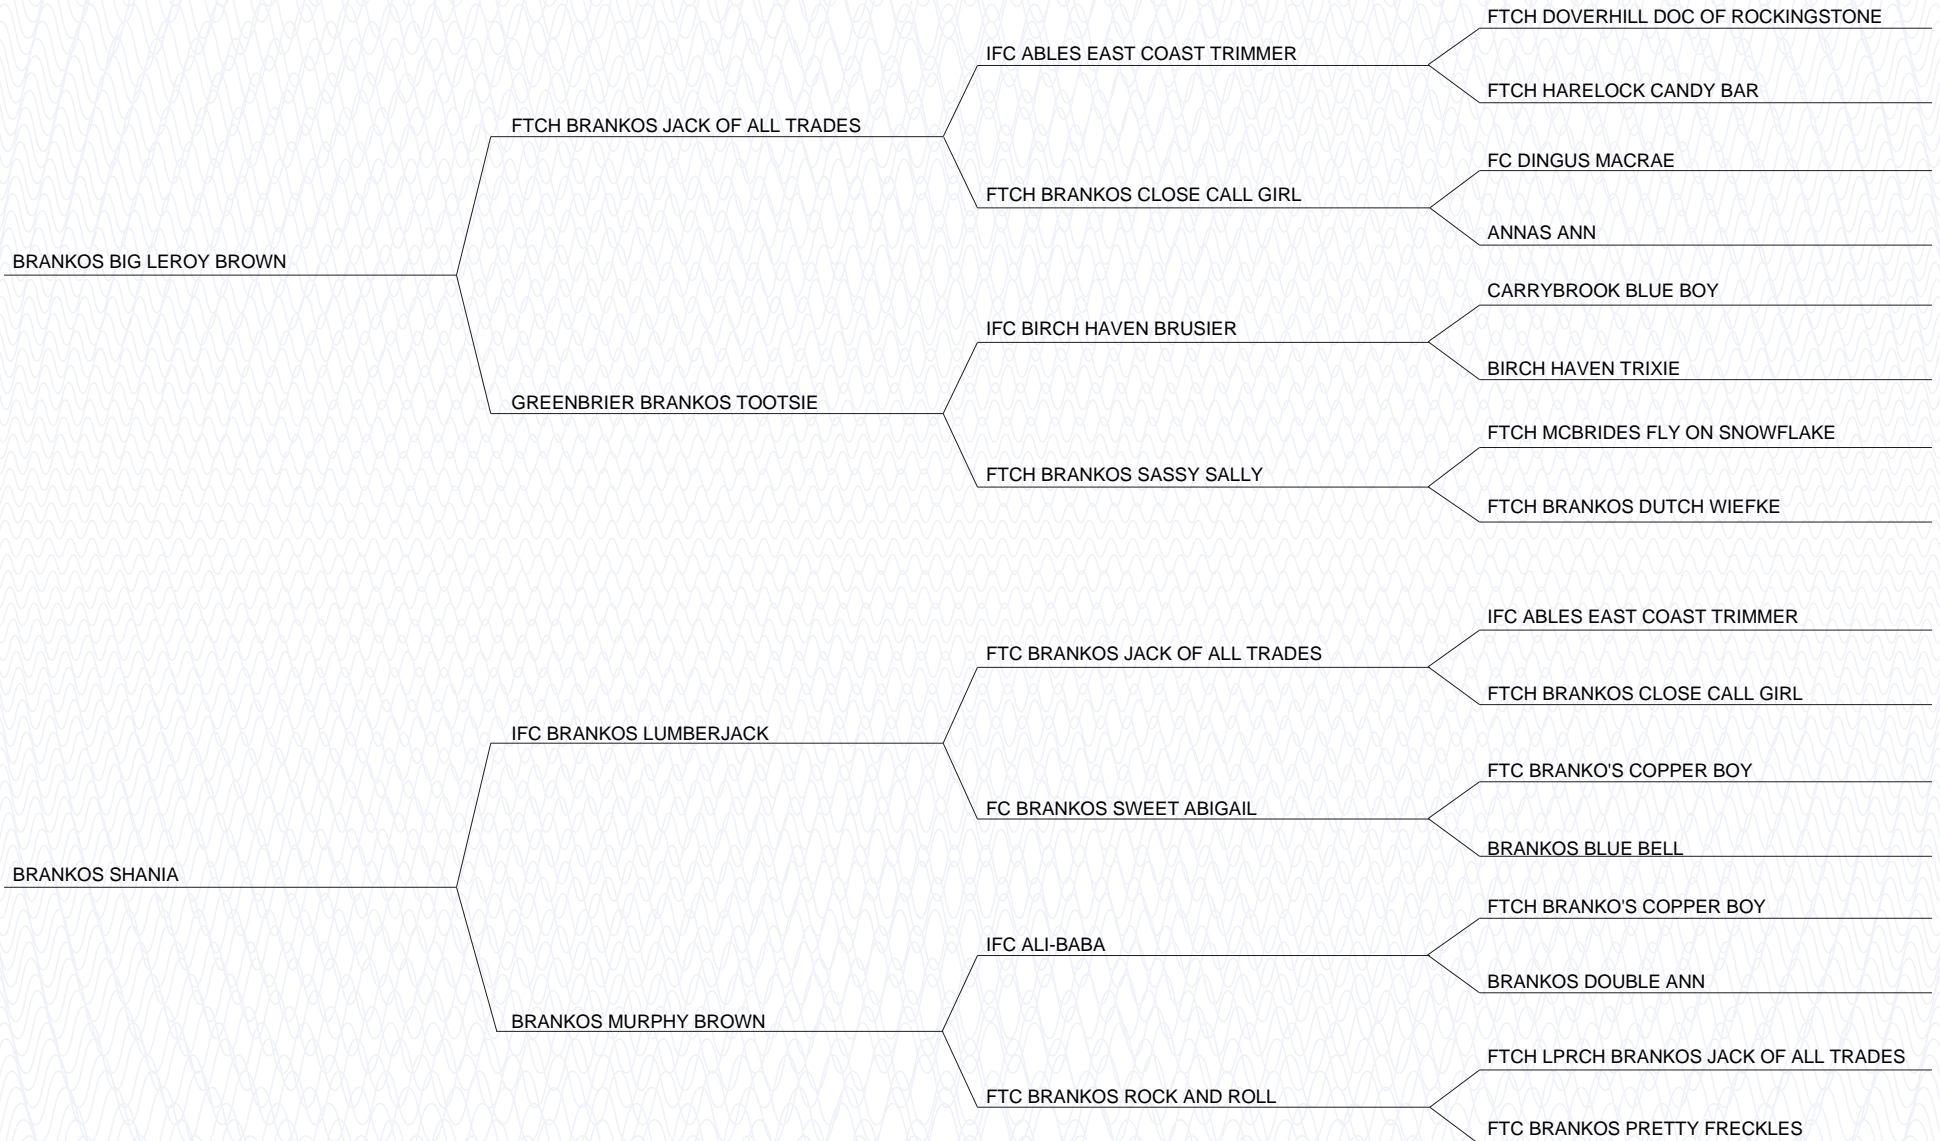 FTCH DOVERHILL DOC OF ROCKINGSTONE
IFC ABLES EAST COAST TRIMMER
FTCH HARELOCK CANDY BAR
FTCH BRANKOS JACK OF ALL TRADES
FC DINGUS MACRAE
FTCH BRANKOS CLOSE CALL GIRL
ANNAS ANN
BRANKOS BIG LEROY BROWN
CARRYBROOK BLUE BOY
IFC BIRCH HAVEN BRUSIER
BIRCH HAVEN TRIXIE
GREENBRIER BRANKOS TOOTSIE
FTCH MCBRIDES FLY ON SNOWFLAKE
FTCH BRANKOS SASSY SALLY
FTCH BRANKOS DUTCH WIEFKE
IFC ABLES EAST COAST TRIMMER
FTC BRANKOS JACK OF ALL TRADES
FTCH BRANKOS CLOSE CALL GIRL
IFC BRANKOS LUMBERJACK
FTC BRANKO'S COPPER BOY
FC BRANKOS SWEET ABIGAIL
BRANKOS BLUE BELL
BRANKOS SHANIA
FTCH BRANKO'S COPPER BOY
IFC ALI-BABA
BRANKOS DOUBLE ANN
BRANKOS MURPHY BROWN
FTCH LPRCH BRANKOS JACK OF ALL TRADES
FTC BRANKOS ROCK AND ROLL
FTC BRANKOS PRETTY FRECKLES